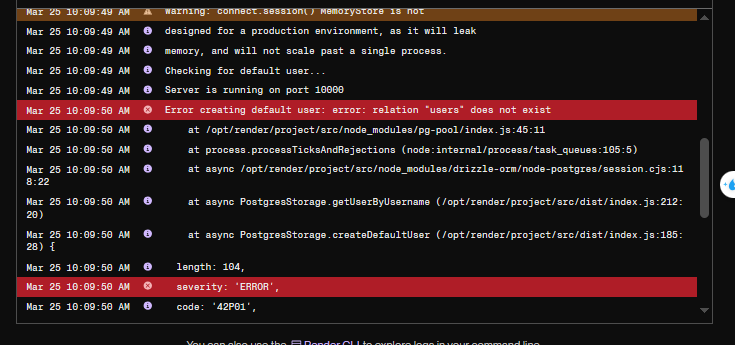 Mar 25 10:09:49 AM Warning: connect.session() MemoryStore is not
Mar 25 10:09:49 AM designed for a production environment, as it will leak
Mar 25 10:09:49 AM memory, and will not scale past a single process.
Mar 25 10:09:49 AM Checking for default user...
Mar 25 10:09:49 AM Server is running on port 10000
Mar 25 10:09:50 AM Error creating default user: error: relation "users" does not exist
Mar 25 10:09:50 AM at /opt/render/project/src/node_modules/pg-pool/index.js:45:11
Mar 25 10:09:50 AM at process.processTicksAndRejections (node:internal/process/task_queues:105:5)
Mar 25 10:09:50 AM at async /opt/render/project/src/node_modules/drizzle-orm/node-postgres/session.cjs:11
8:22
Mar 25 10:09:50 AM at async PostgresStorage.getUserByUsername (/opt/render/project/src/dist/index.js:212:
20)
Mar 25 10:09:50 AM at async PostgresStorage.createDefaultUser (/opt/render/project/src/dist/index.js:185:
28) {
Mar 25 10:09:50 AM length: 104,
Mar 25 10:09:50 AM severity: 'ERROR',
Mar 25 10:09:50 AM code: '42P01',
You can also use the Render CLI to explore logs in your command line.